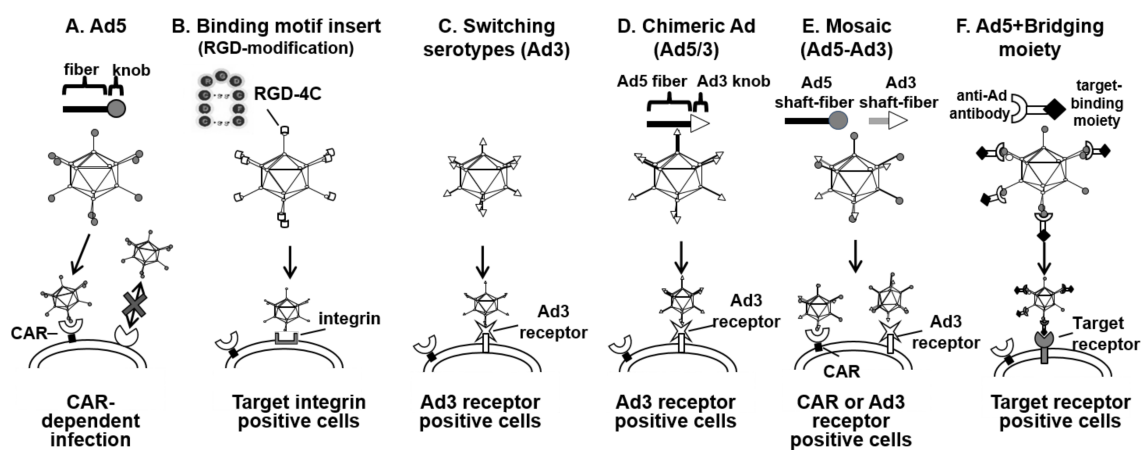 A. Ad5
fiber knob
CAR
CAR-
dependent
infection
B. Binding motif insert
(RGD-modification)
RGD-4C
integrin
Target integrin
positive cells
C. Switching
serotypes (Ad3)
Ad3
receptor
Ad3 receptor
positive cells
D. Chimeric Ad
(Ad5/3)
Ad5 fiber Ad3 knob
Ad3
receptor
Ad3 receptor
positive cells
E. Mosaic
(Ad5-Ad3)
Ad5
shaft-fiber
Ad3
shaft-fiber
Ad3
receptor
CAR
CAR or Ad3
receptor
positive cells
F. Ad5+Bridging
moiety
anti-Ad
antibody
target-
binding
moiety
Target
receptor
Target receptor
positive cells